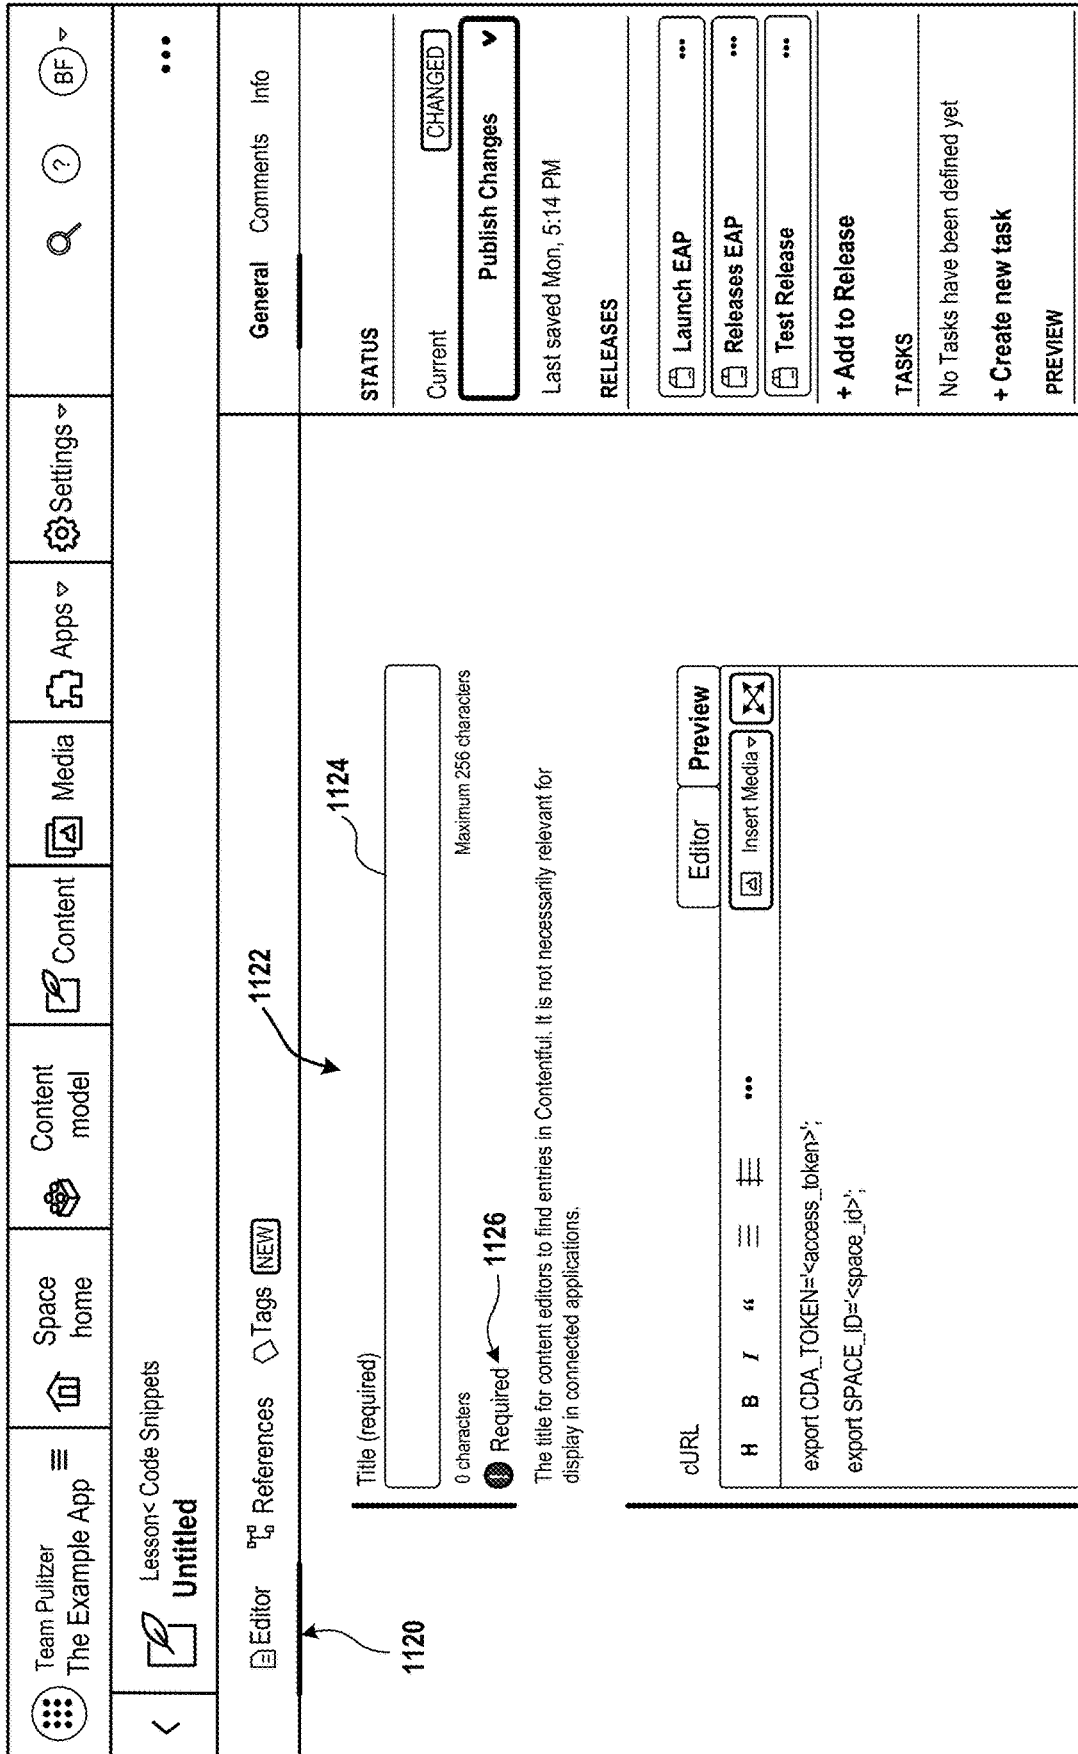 Team Pulitzer
The Example App
Space
home
Content
model
Content
Media
Apps
Settings
?
BF
Lesson< Code Snippets
Untitled
Editor
References
Tags
NEW
General
Comments
Info
1120
1122
1124
Title (required)
0 characters
Maximum 256 characters
Required
1126
The title for content editors to find entries in Contentful. It is not necessarily relevant for
display in connected applications.
cURL
Editor
Preview
H B I “
Insert Media
export CDA_TOKEN='<access_token>';
export SPACE_ID='<space_id>';
STATUS
Current
CHANGED
Publish Changes
Last saved Mon, 5:14 PM
RELEASES
Launch EAP
Releases EAP
Test Release
+ Add to Release
TASKS
No Tasks have been defined yet
+ Create new task
PREVIEW